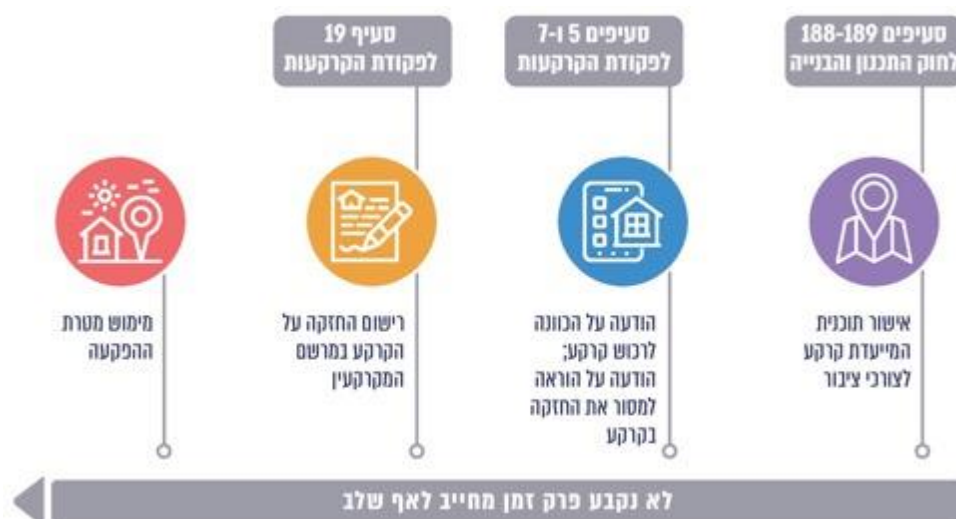 סעיפים 188-189
לחוק התכנון והבנייה
סעיפים 5 ו-7
לפקודת הקרקעות
סעיף 19
לפקודת הקרקעות
אישור תוכנית
המייעדת קרקע
לצורכי ציבור
הודעה על הכוונה
לרכוש קרקע;
הודעה על הוראה
למסור את החזקה
בקרקע
רישום החזקה על
הקרקע במרשם
המקרקעין
מימוש מטרת
ההפקעה
לא נקבע פרק זמן מחייב לאף שלב